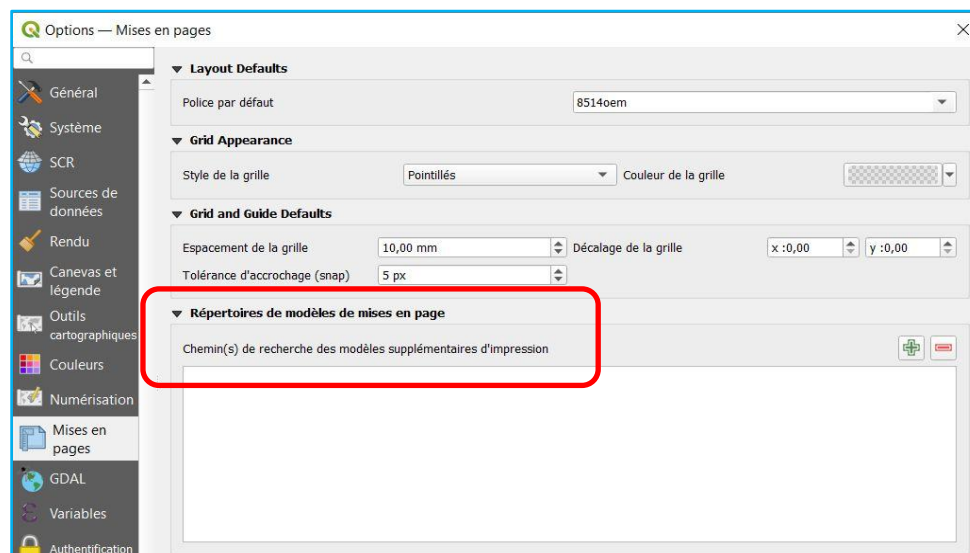 Options — Mises en pages
Général
Système
SCR
Sources de
données
Rendu
Canevas et
légende
Outils
cartographiques
Couleurs
Numérisation
Mises en
pages
GDAL
Variables
Authentification
Layout Defaults
Police par défaut 8514oem
Grid Appearance
Style de la grille Pointillés Couleur de la grille
Grid and Guide Defaults
Espacement de la grille 10,00 mm Décalage de la grille x :0,00 y :0,00
Tolérance d'accrochage (snap) 5 px
Répertoires de modèles de mises en page
Chemin(s) de recherche des modèles supplémentaires d'impression